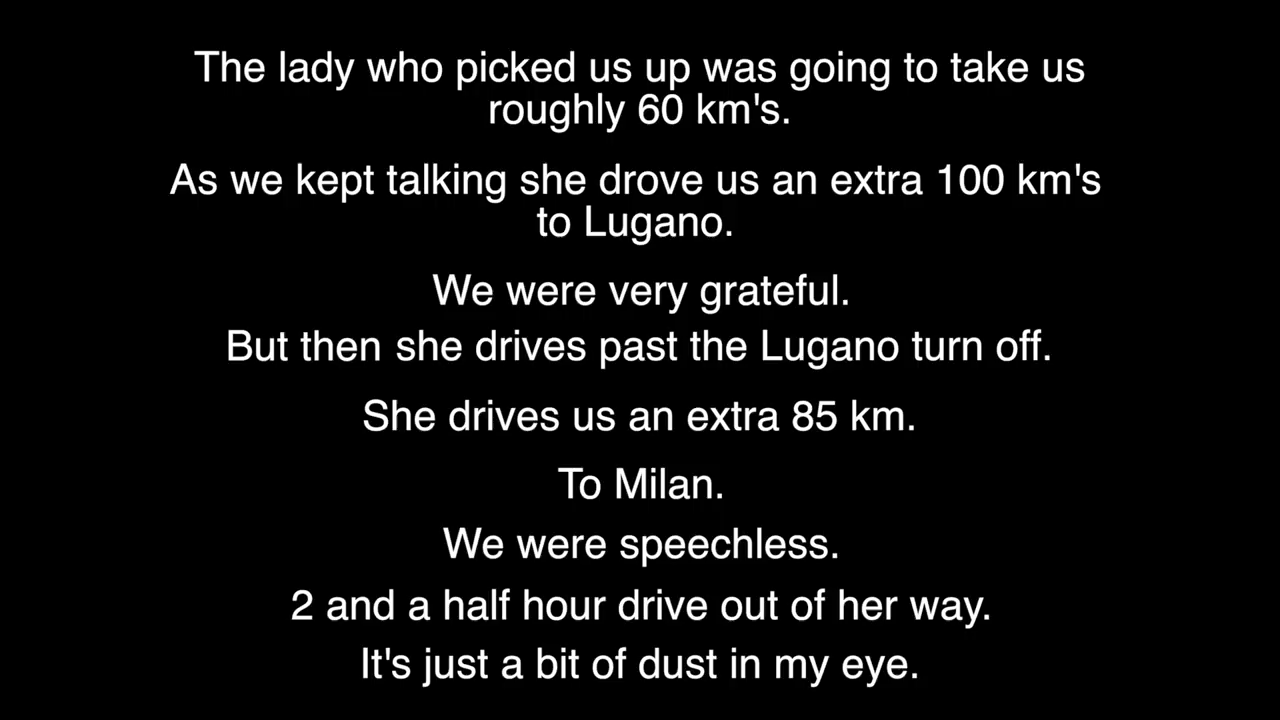 The lady who picked us up was going to take us
roughly 60 km's.
As we kept talking she drove us an extra 100 km's
to Lugano.
We were very grateful.
But then she drives past the Lugano turn off.
She drives us an extra 85 km.
To Milan.
We were speechless.
2 and a half hour drive out of her way.
It's just a bit of dust in my eye.